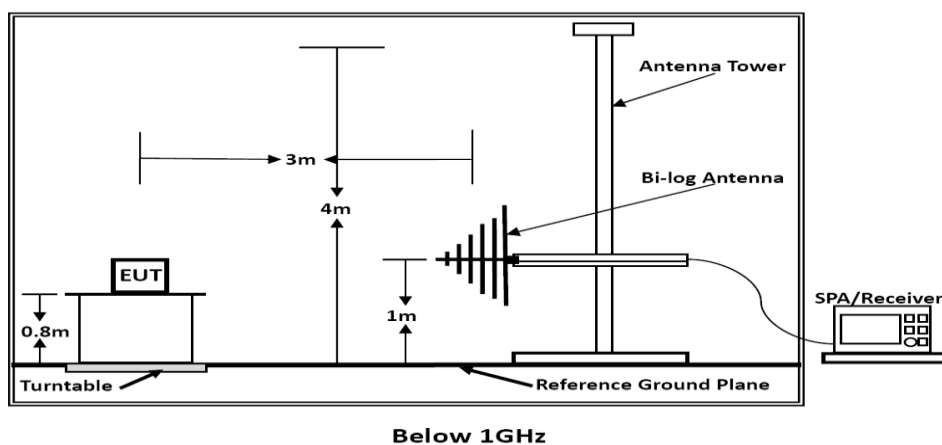 Antenna Tower
3m
Bi-log Antenna
4m
EUT
1m
0.8m
SPA/Receiver
Turntable
Reference Ground Plane
Below 1GHz